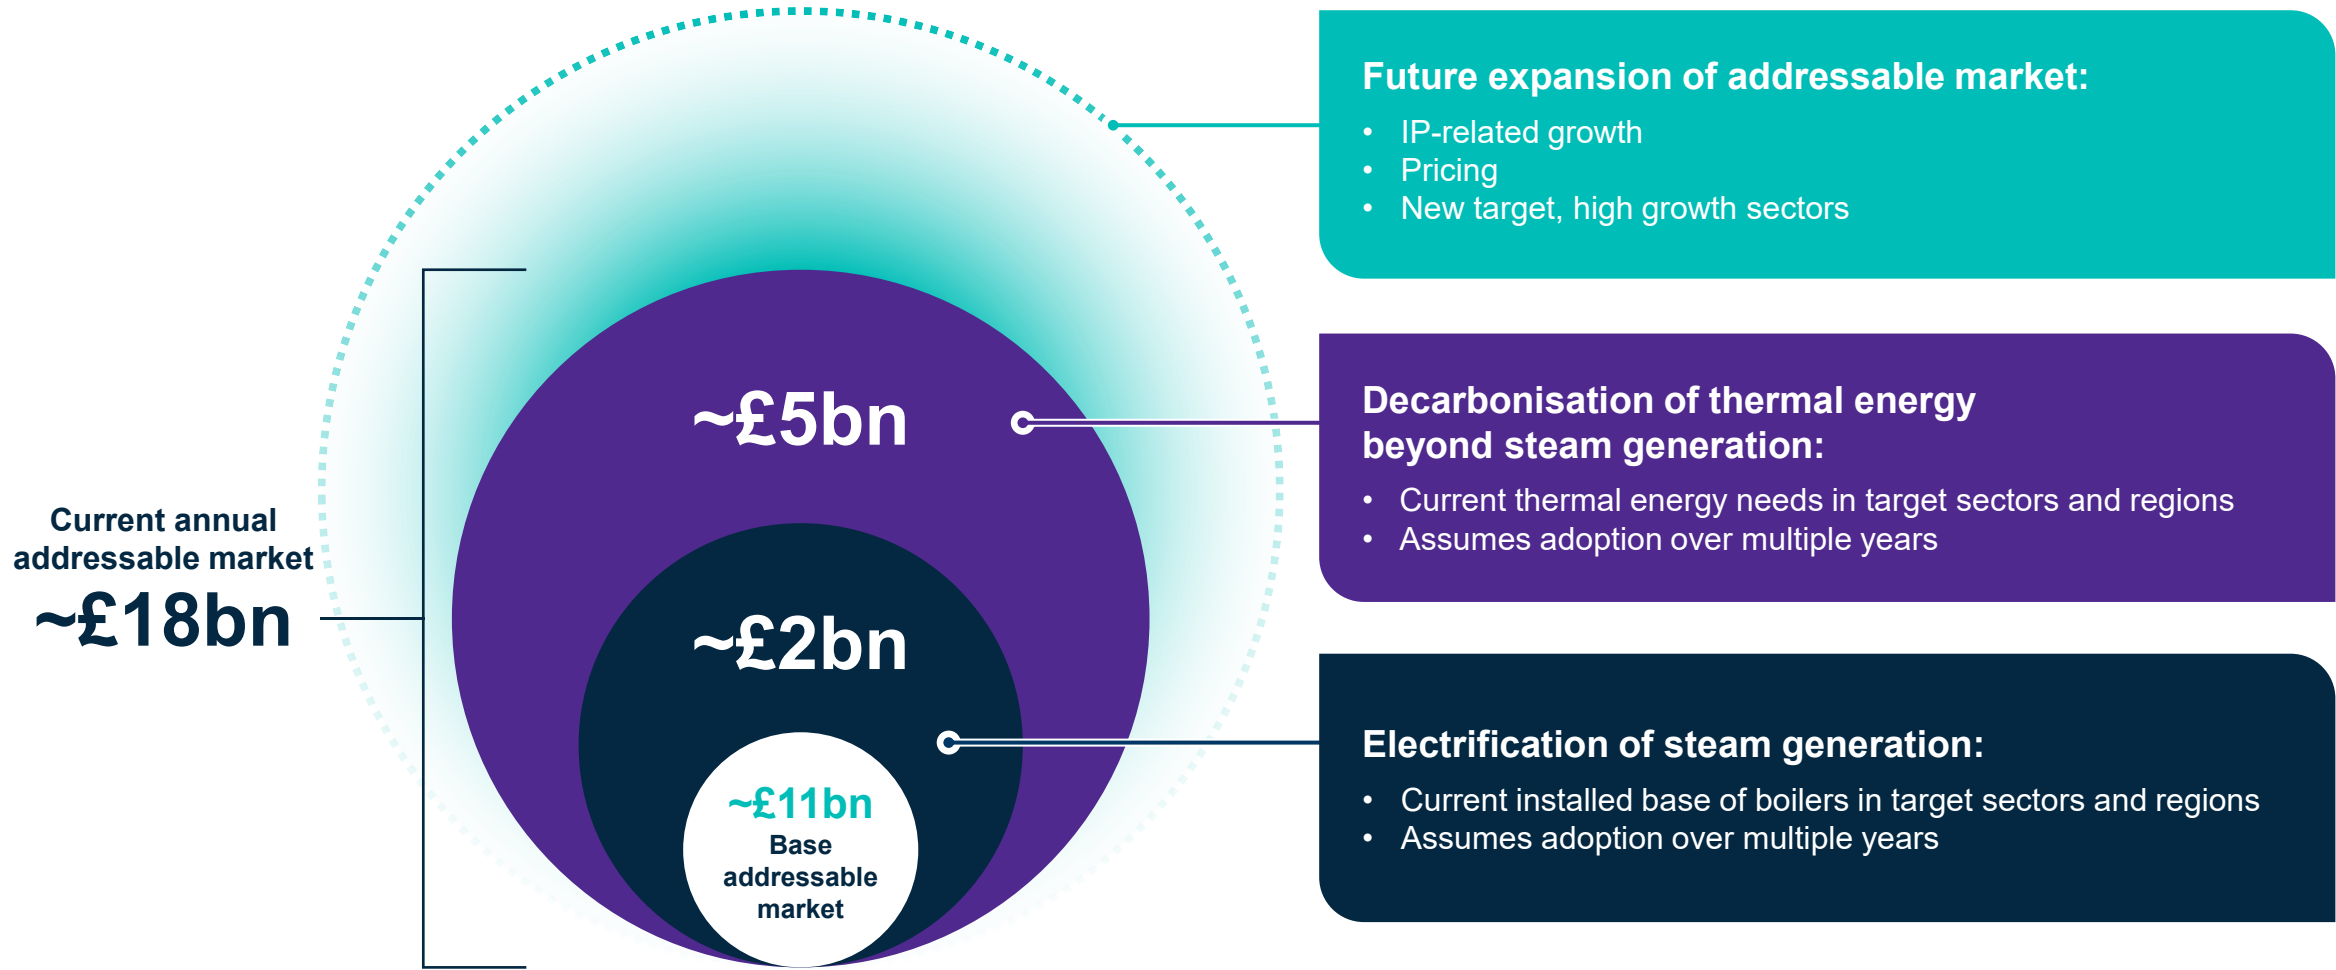 Future expansion of addressable market:
• IP-related growth
• Pricing
• New target, high growth sectors
~£5bn
Decarbonisation of thermal energy
beyond steam generation:
• Current thermal energy needs in target sectors and regions
• Assumes adoption over multiple years
Current annual
addressable market
~£18bn
~£2bn
Electrification of steam generation:
• Current installed base of boilers in target sectors and regions
• Assumes adoption over multiple years
~£11bn
Base
addressable
market